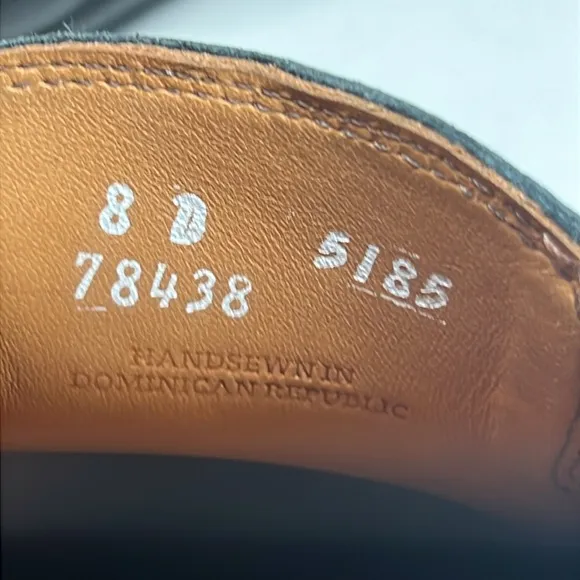 8 D
78438 5185
HANDSEWN IN
DOMINICAN REPUBLIC